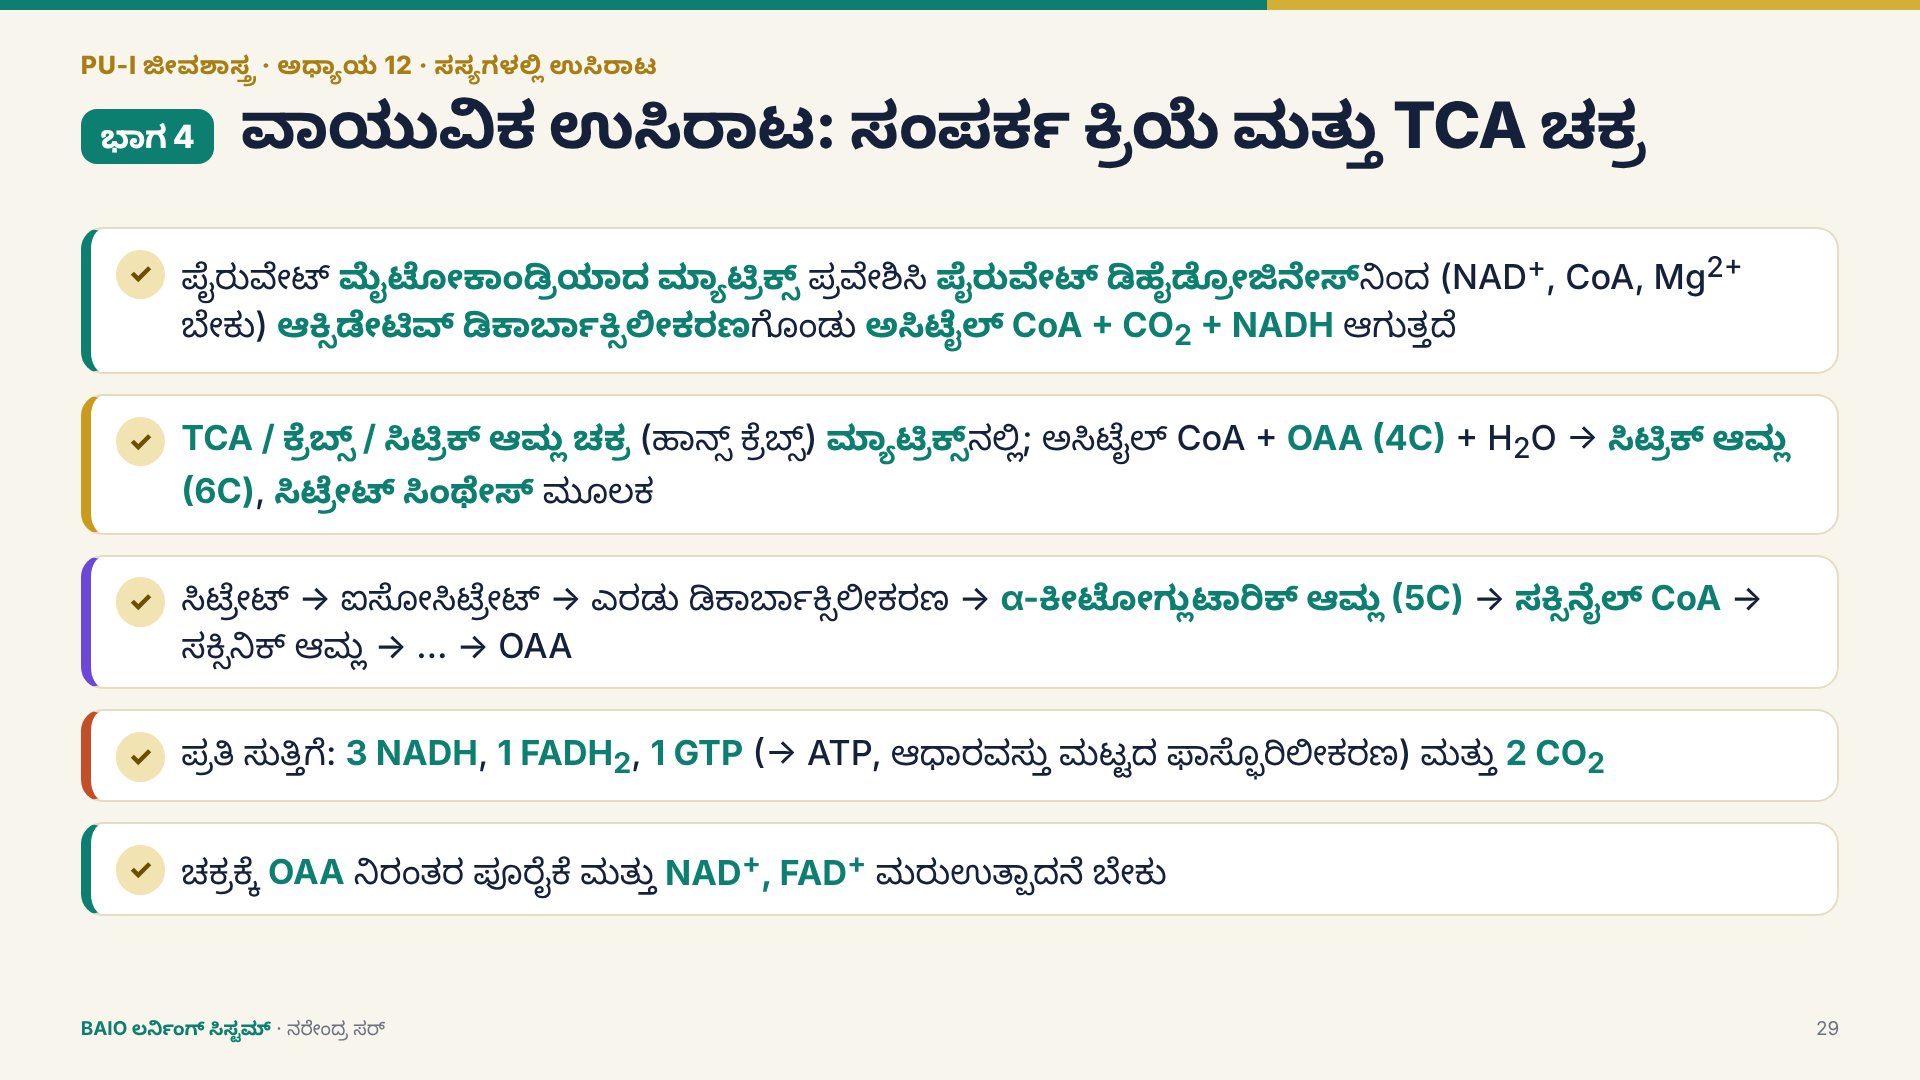 PU-I ಜೀವಶಾಸ್ತ್ರ · ಅಧ್ಯಾಯ 12 · ಸಸ್ಯಗಳಲ್ಲಿ ಉಸಿರಾಟ
ಭಾಗ 4 ವಾಯುವಿಕ ಉಸಿರಾಟ: ಸಂಪರ್ಕ ಕ್ರಿಯೆ ಮತ್ತು TCA ಚಕ್ರ
ಪೈರುವೇಟ್ ಮೈಟೋಕಾಂಡ್ರಿಯಾದ ಮ್ಯಾಟ್ರಿಕ್ಸ್ ಪ್ರವೇಶಿಸಿ ಪೈರುವೇಟ್ ಡಿಹೈಡ್ರೋಜಿನೇಸ್‌ನಿಂದ (NAD⁺, CoA, Mg²⁺
ಬೇಕು) ಆಕ್ಸಿಡೇಟಿವ್ ಡಿಕಾರ್ಬಾಕ್ಸಿಲೀಕರಣಗೊಂಡು ಅಸಿಟೈಲ್ CoA + CO₂ + NADH ಆಗುತ್ತದೆ
TCA / ಕ್ರೆಬ್ಸ್ / ಸಿಟ್ರಿಕ್ ಆಮ್ಲ ಚಕ್ರ (ಹಾನ್ಸ್ ಕ್ರೆಬ್ಸ್) ಮ್ಯಾಟ್ರಿಕ್ಸ್‌ನಲ್ಲಿ; ಅಸಿಟೈಲ್ CoA + OAA (4C) + H₂O → ಸಿಟ್ರಿಕ್ ಆಮ್ಲ
(6C), ಸಿಟ್ರೇಟ್ ಸಿಂಥೇಸ್ ಮೂಲಕ
ಸಿಟ್ರೇಟ್ → ಐಸೋಸಿಟ್ರೇಟ್ → ಎರಡು ಡಿಕಾರ್ಬಾಕ್ಸಿಲೀಕರಣ → α-ಕೀಟೋಗ್ಲುಟಾರಿಕ್ ಆಮ್ಲ (5C) → ಸಕ್ಸಿನೈಲ್ CoA →
ಸಕ್ಸಿನಿಕ್ ಆಮ್ಲ → … → OAA
ಪ್ರತಿ ಸುತ್ತಿಗೆ: 3 NADH, 1 FADH₂, 1 GTP (→ ATP, ಆಧಾರವಸ್ತು ಮಟ್ಟದ ಫಾಸ್ಫೊರಿಲೀಕರಣ) ಮತ್ತು 2 CO₂
ಚಕ್ರಕ್ಕೆ OAA ನಿರಂತರ ಪೂರೈಕೆ ಮತ್ತು NAD⁺, FAD⁺ ಮರುಉತ್ಪಾದನೆ ಬೇಕು
BAIO ಲರ್ನಿಂಗ್ ಸಿಸ್ಟಮ್ · ನರೇಂದ್ರ ಸರ್
29